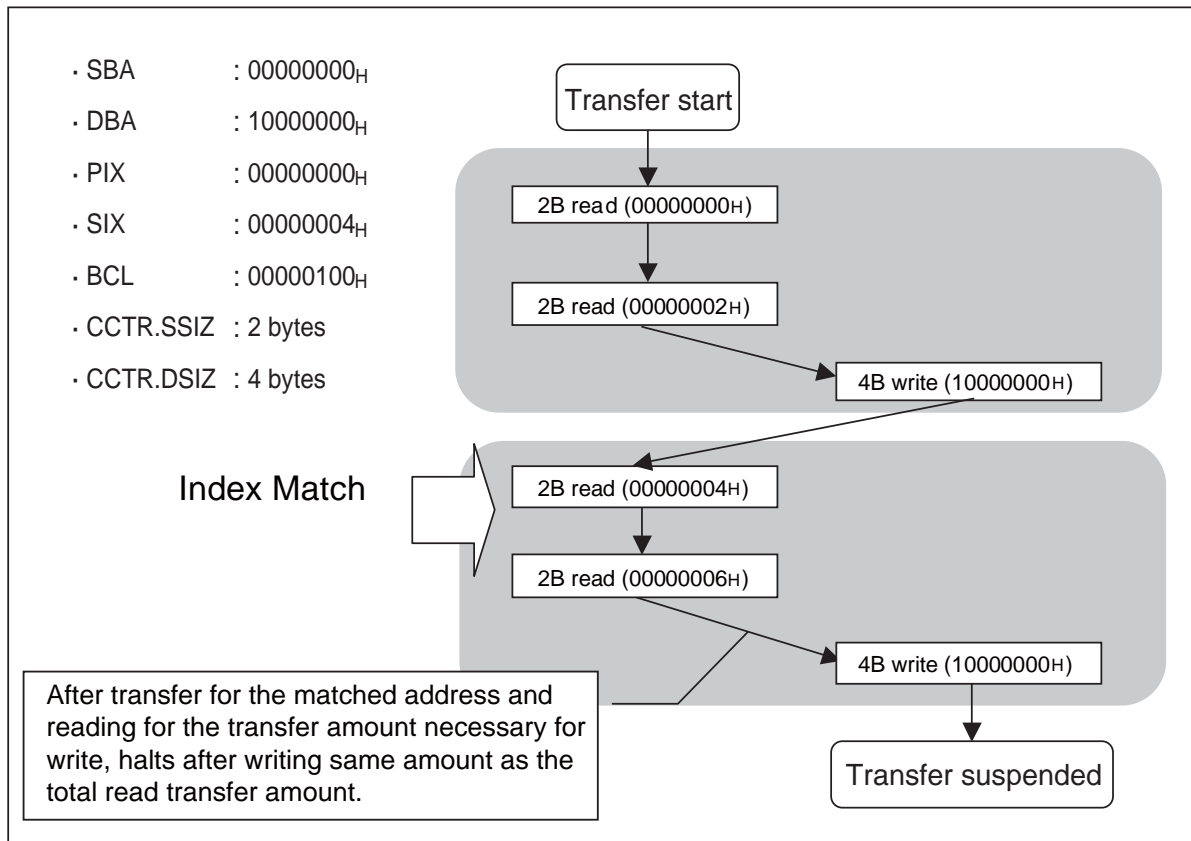 · SBA : 00000000H
· DBA : 10000000H
· PIX : 00000000H
· SIX : 00000004H
· BCL : 00000100H
· CCTR.SSIZ : 2 bytes
· CCTR.DSIZ : 4 bytes
Transfer start
2B read (00000000H)
2B read (00000002H)
4B write (10000000H)
Index Match
2B read (00000004H)
2B read (00000006H)
4B write (10000000H)
After transfer for the matched address and
reading for the transfer amount necessary for
write, halts after writing same amount as the
total read transfer amount.
Transfer suspended